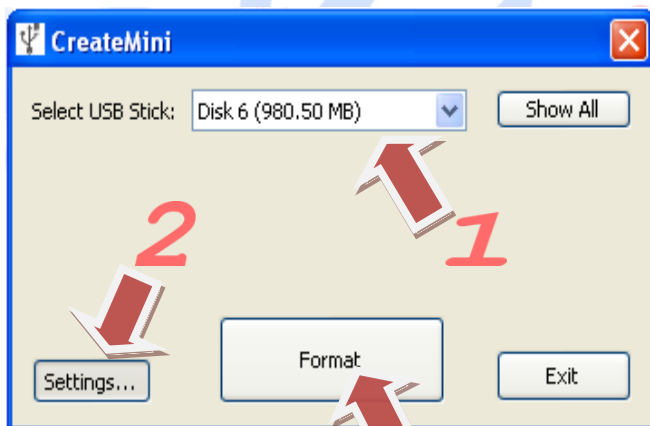 CreateMini
Select USB Stick: Disk 6 (980.50 MB) Show All
2 1
Settings... Format Exit